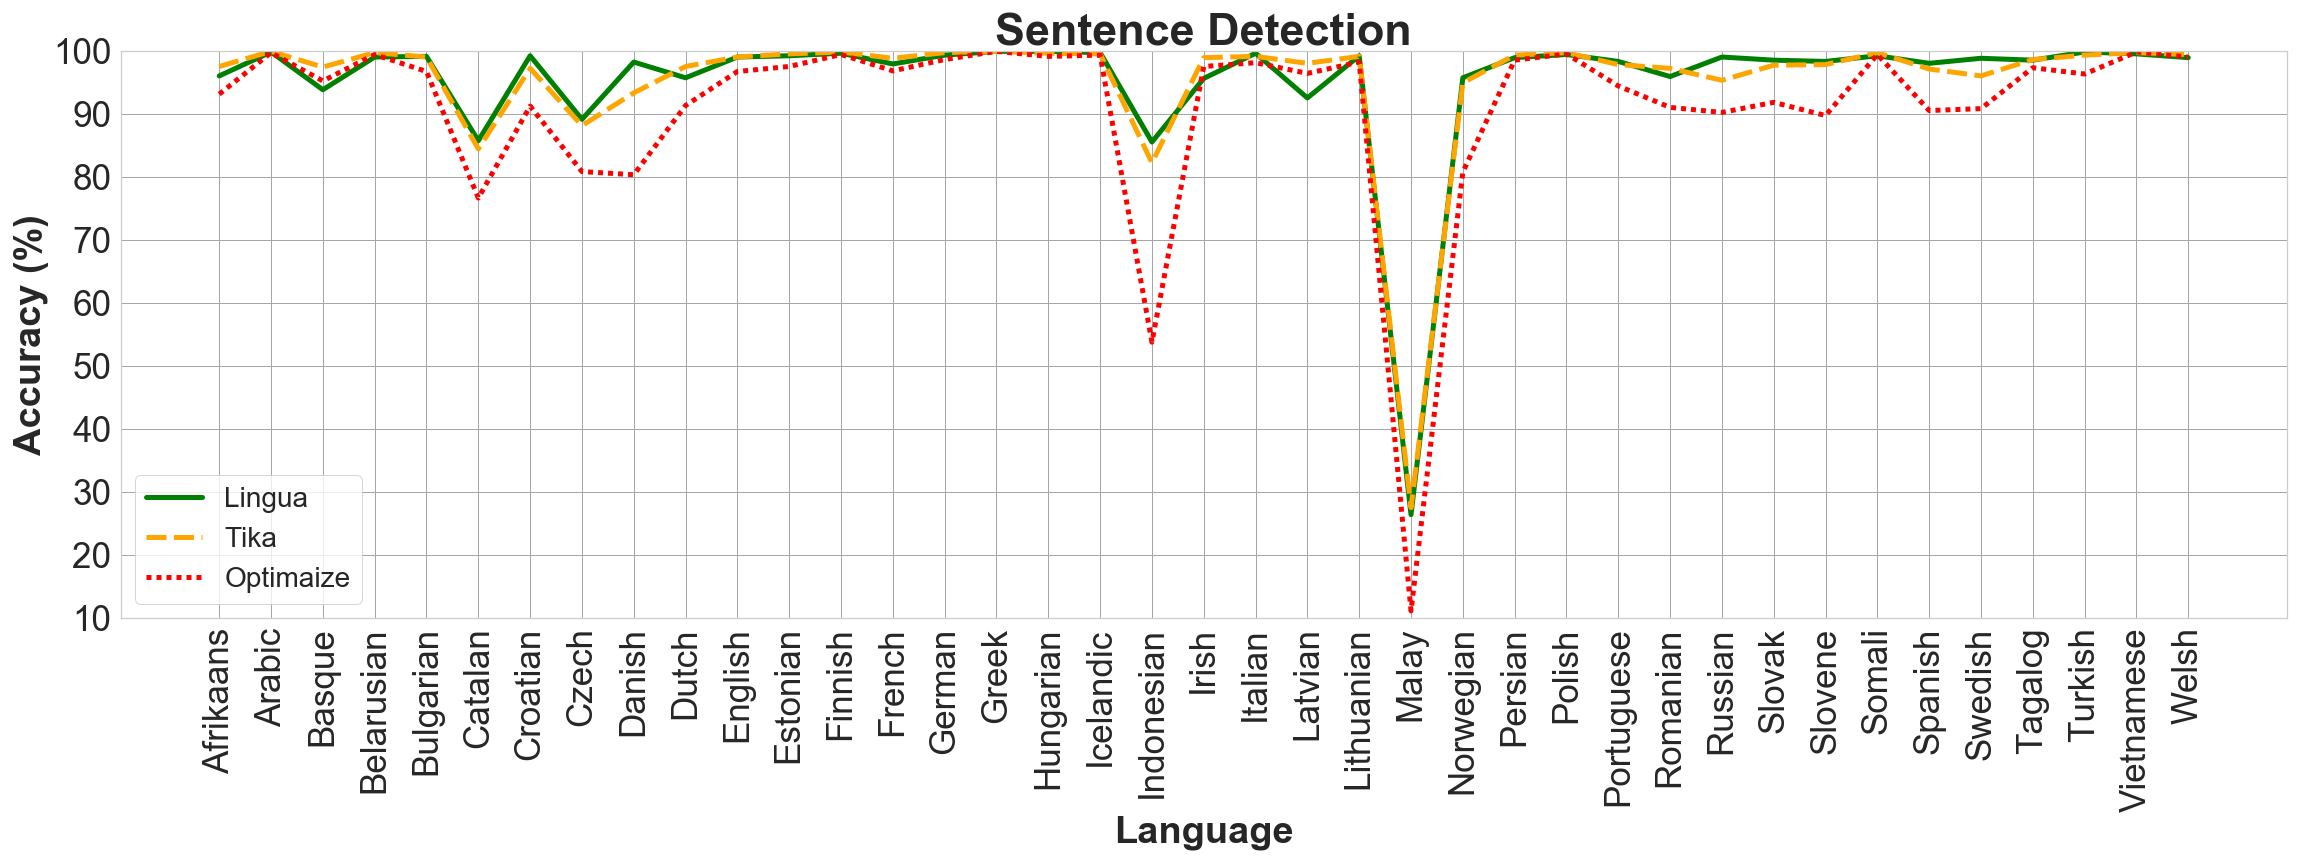 Sentence Detection
Accuracy (%)
100
90
80
70
60
50
40
30
20
10
Lingua
Tika
Optimaize
Afrikaans
Arabic
Basque
Belarusian
Bulgarian
Catalan
Croatian
Czech
Danish
Dutch
English
Estonian
Finnish
French
German
Greek
Hungarian
Icelandic
Indonesian
Irish
Italian
Latvian
Lithuanian
Malay
Norwegian
Persian
Polish
Portuguese
Romanian
Russian
Slovak
Slovene
Somali
Spanish
Swedish
Tagalog
Turkish
Vietnamese
Welsh
Language